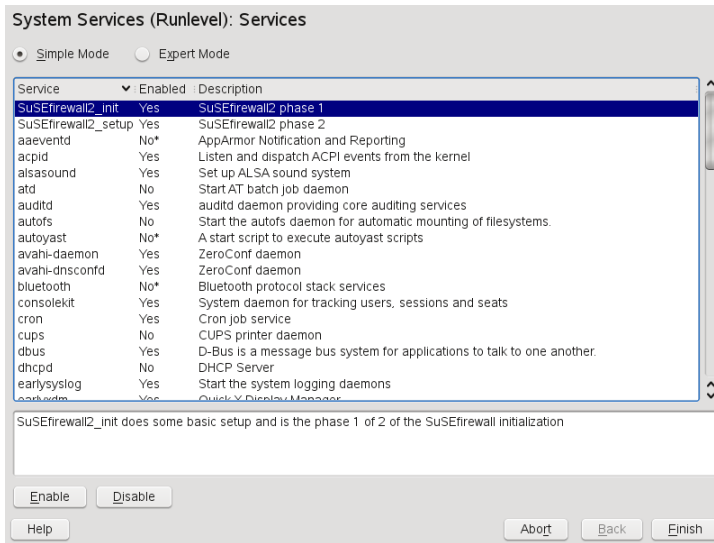 System Services (Runlevel): Services
Simple Mode Expert Mode
Service Enabled Description
SuSEfirewall2_init Yes SuSEfirewall2 phase 1
SuSEfirewall2_setup Yes SuSEfirewall2 phase 2
aaeventd No* AppArmor Notification and Reporting
acpid Yes Listen and dispatch ACPI events from the kernel
alsasound Yes Set up ALSA sound system
atd No Start AT batch job daemon
auditd Yes auditd daemon providing core auditing services
autofs No Start the autofs daemon for automatic mounting of filesystems.
autoyast No* A start script to execute autoyast scripts
avahi-daemon Yes ZeroConf daemon
avahi-dnsconfd Yes ZeroConf daemon
bluetooth No* Bluetooth protocol stack services
consolekit Yes System daemon for tracking users, sessions and seats
cron Yes Cron job service
cups No CUPS printer daemon
dbus Yes D-Bus is a message bus system for applications to talk to one another.
dhcpd No DHCP Server
earlysyslog Yes Start the system logging daemons
earlyxdm Yes Quick X Display Manager
SuSEfirewall2_init does some basic setup and is the phase 1 of 2 of the SuSEfirewall initialization
Enable Disable
Help Abort Back Finish